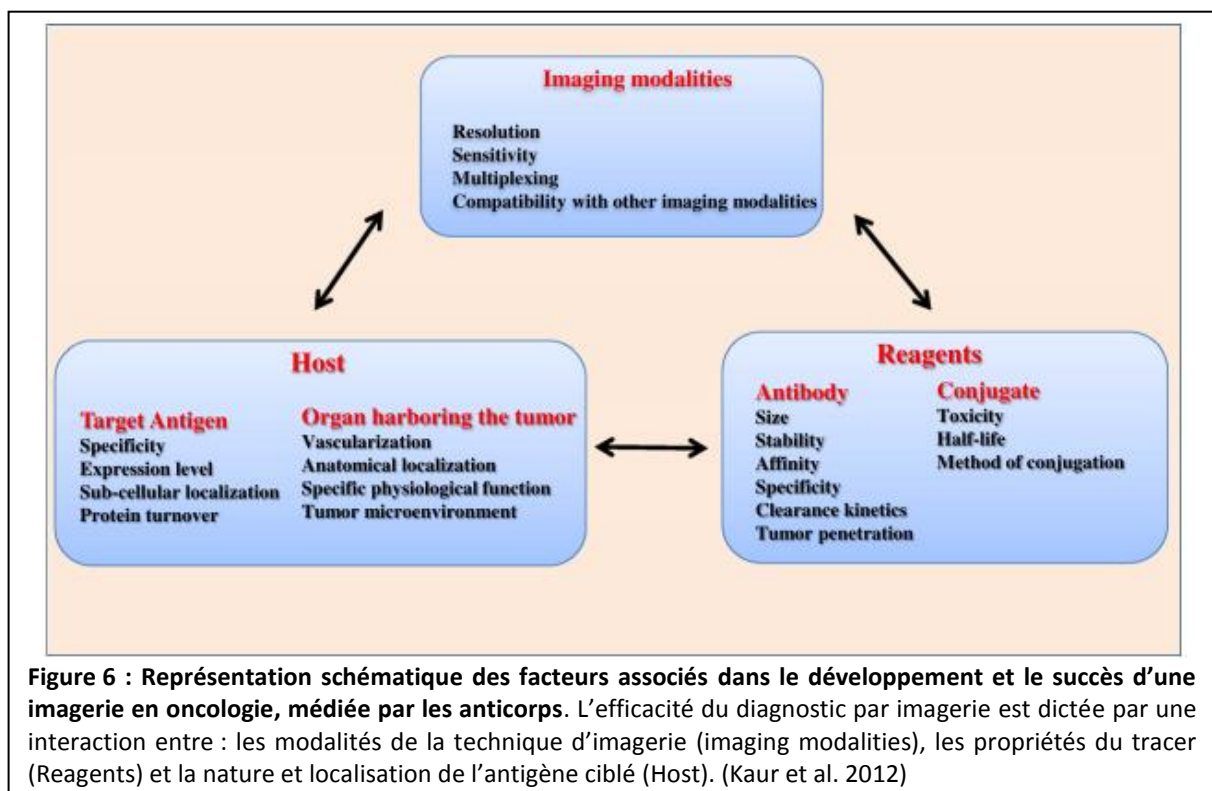 Imaging modalities
Resolution
Sensitivity
Multiplexing
Compatibility with other imaging modalities
Host
Target Antigen
Specificity
Expression level
Sub-cellular localization
Protein turnover
Organ harboring the tumor
Vascularization
Anatomical localization
Specific physiological function
Tumor microenvironment
Reagents
Antibody
Size
Stability
Affinity
Specificity
Clearance kinetics
Tumor penetration
Conjugate
Toxicity
Half-life
Method of conjugation
Figure 6 : Représentation schématique des facteurs associés dans le développement et le succès d’une
imagerie en oncologie, médiée par les anticorps. L’efficacité du diagnostic par imagerie est dictée par une
interaction entre : les modalités de la technique d’imagerie (imaging modalities), les propriétés du tracer
(Reagents) et la nature et localisation de l’antigène ciblé (Host). (Kaur et al. 2012)